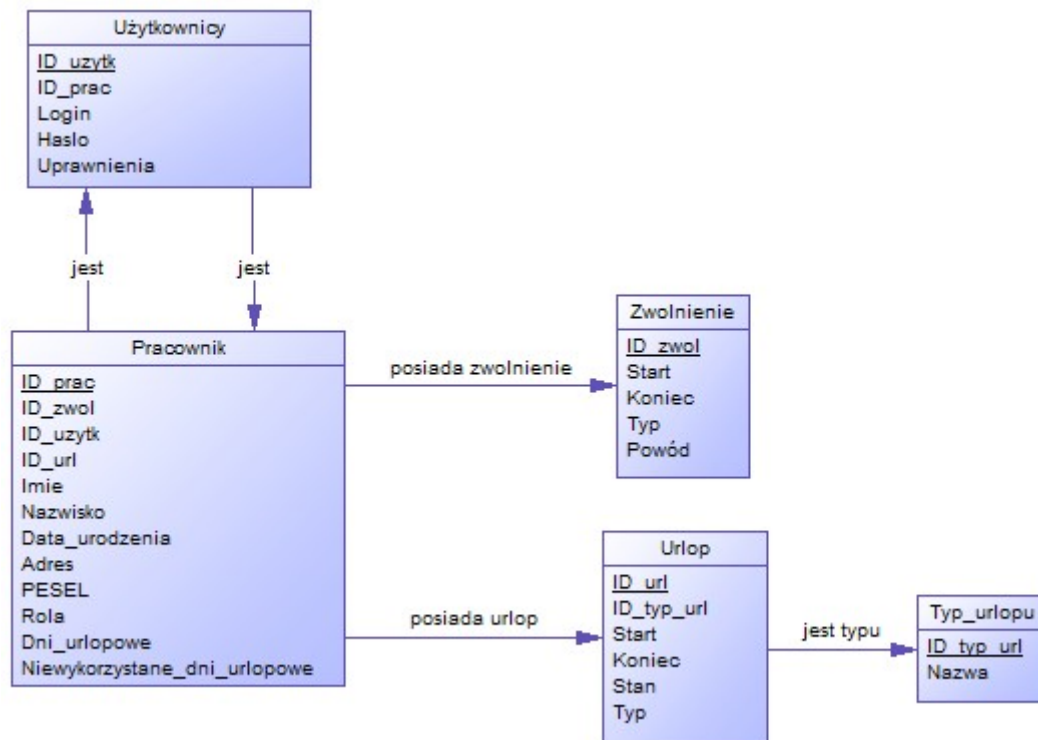 Użytkownicy
ID_uzytk
ID_prac
Login
Haslo
Uprawnienia
jest
jest
Pracownik
ID_prac
ID_zwol
ID_uzytk
ID_url
Imie
Nazwisko
Data_urodzenia
Adres
PESEL
Rola
Dni_urlopowe
Niewykorzystane_dni_urlopowe
posiada zwolnienie
Zwolnienie
ID_zwol
Start
Koniec
Typ
Powód
posiada urlop
Urlop
ID_url
ID_typ_url
Start
Koniec
Stan
Typ
jest typu
Typ_urlopu
ID_typ_url
Nazwa